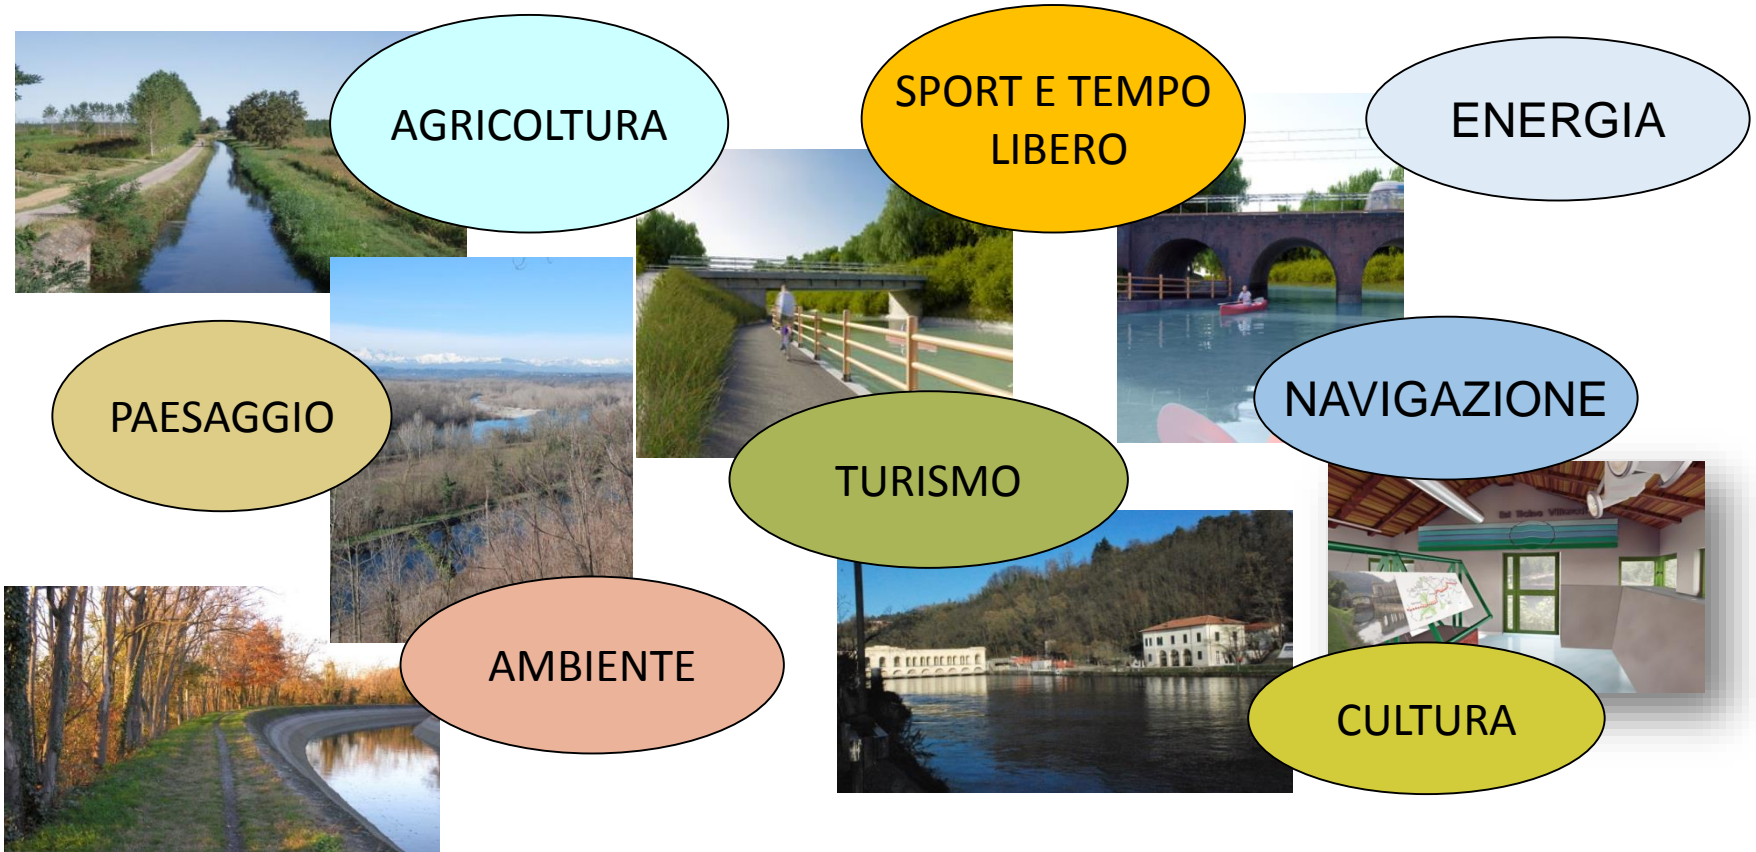 AGRICOLTURA
SPORT E TEMPO
LIBERO
ENERGIA
PAESAGGIO
NAVIGAZIONE
TURISMO
AMBIENTE
CULTURA